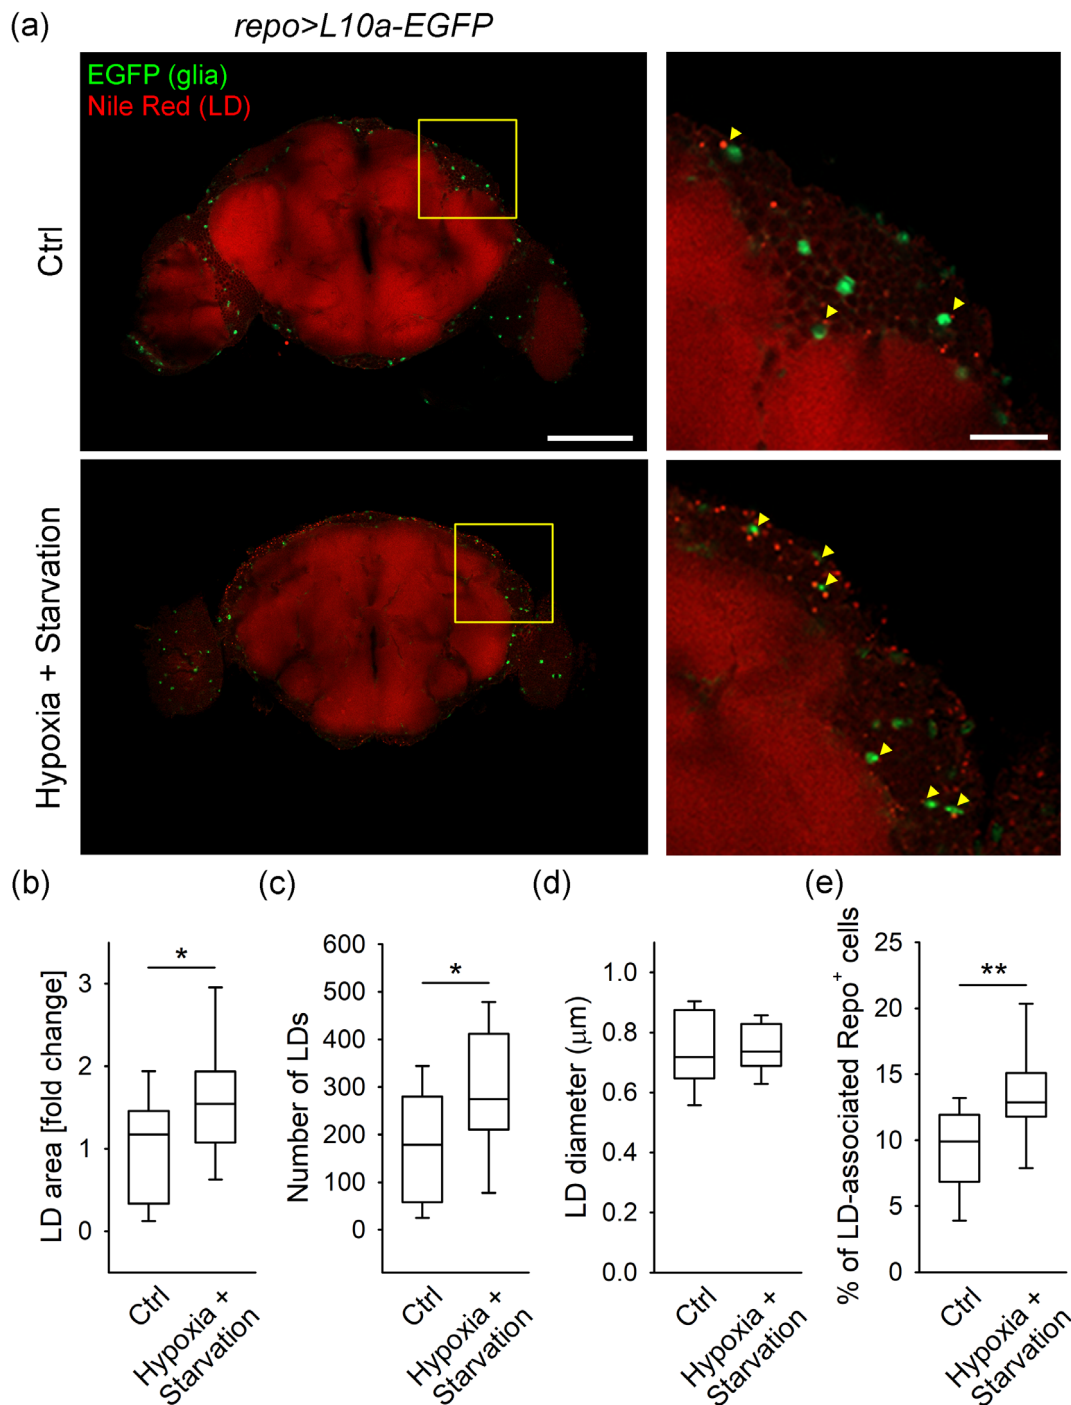 (a)
repo>L10a-EGFP
EGFP (glia)
Nile Red (LD)
Ctrl
Hypoxia + Starvation
(b)
(c)
(d)
(e)
LD area [fold change]
3
2
1
0
*
Ctrl
Hypoxia +
Starvation
Number of LDs
600
500
400
300
200
100
0
*
Ctrl
Hypoxia +
Starvation
LD diameter (μm)
1.0
0.8
0.6
0.4
0.2
0.0
Ctrl
Hypoxia +
Starvation
% of LD-associated Repo⁺ cells
25
20
15
10
5
0
**
Ctrl
Hypoxia +
Starvation